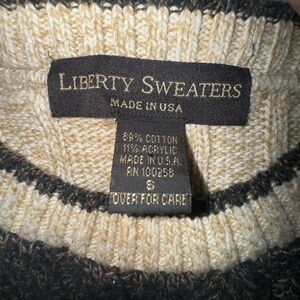 LIBERTY SWEATERS
MADE IN USA
89% COTTON
11% ACRYLIC
MADE IN U.S.A.
RN 100258
S
OVER FOR CARE